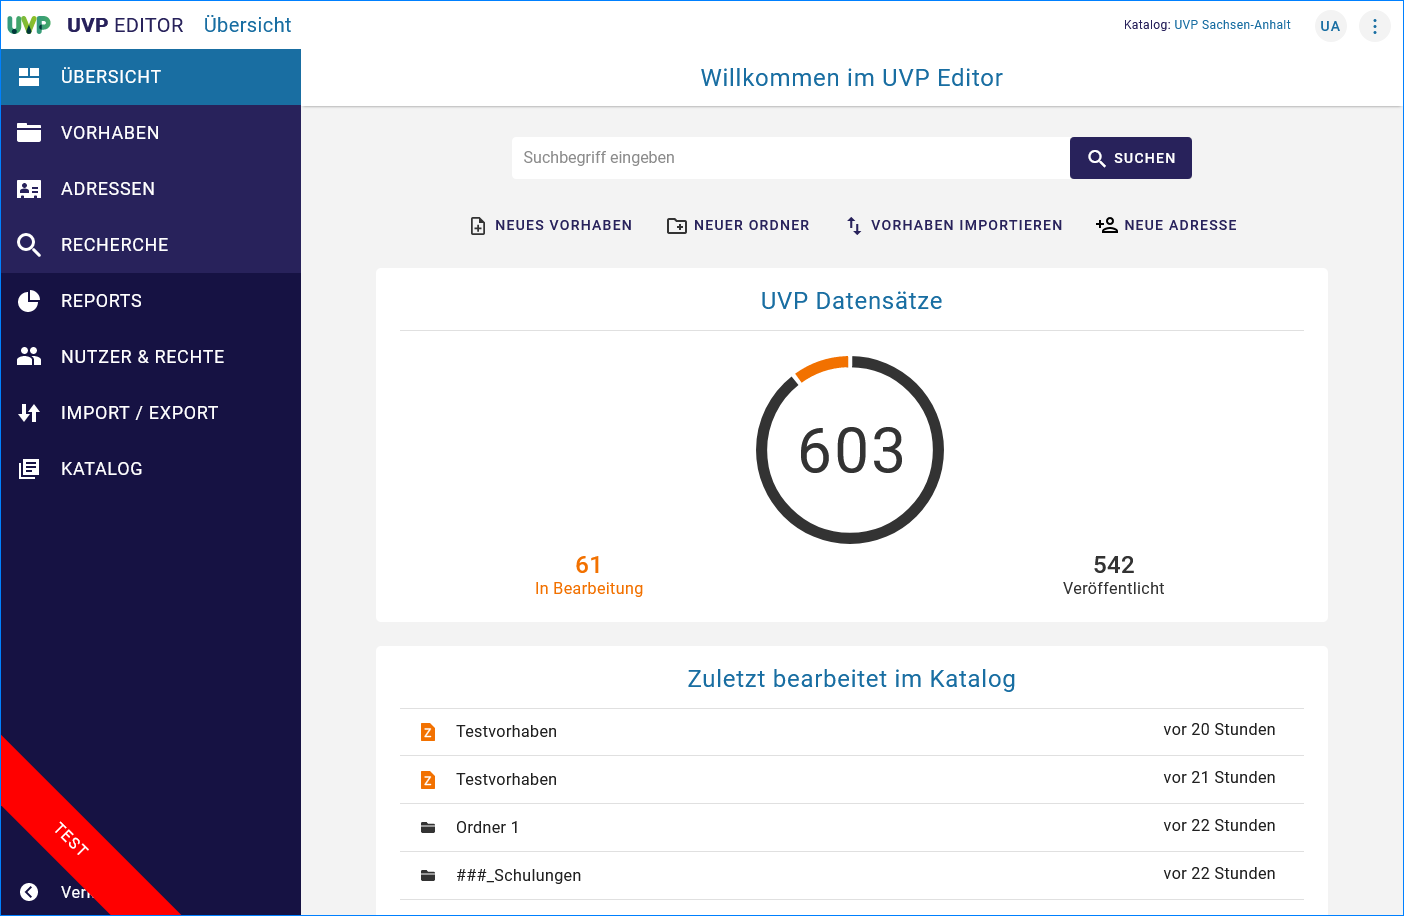 UVP UVP EDITOR Übersicht Katalog: UVP Sachsen-Anhalt UA
ÜBERSICHT
VORHABEN
ADRESSEN
RECHERCHE
REPORTS
NUTZER & RECHTE
IMPORT / EXPORT
KATALOG
TEST
Willkommen im UVP Editor
Suchbegriff eingeben SUCHEN
NEUES VORHABEN NEUER ORDNER VORHABEN IMPORTIEREN NEUE ADRESSE
UVP Datensätze
603
61 542
In Bearbeitung Veröffentlicht
Zuletzt bearbeitet im Katalog
Z Testvorhaben vor 20 Stunden
Z Testvorhaben vor 21 Stunden
Ordner 1 vor 22 Stunden
###_Schulungen vor 22 Stunden